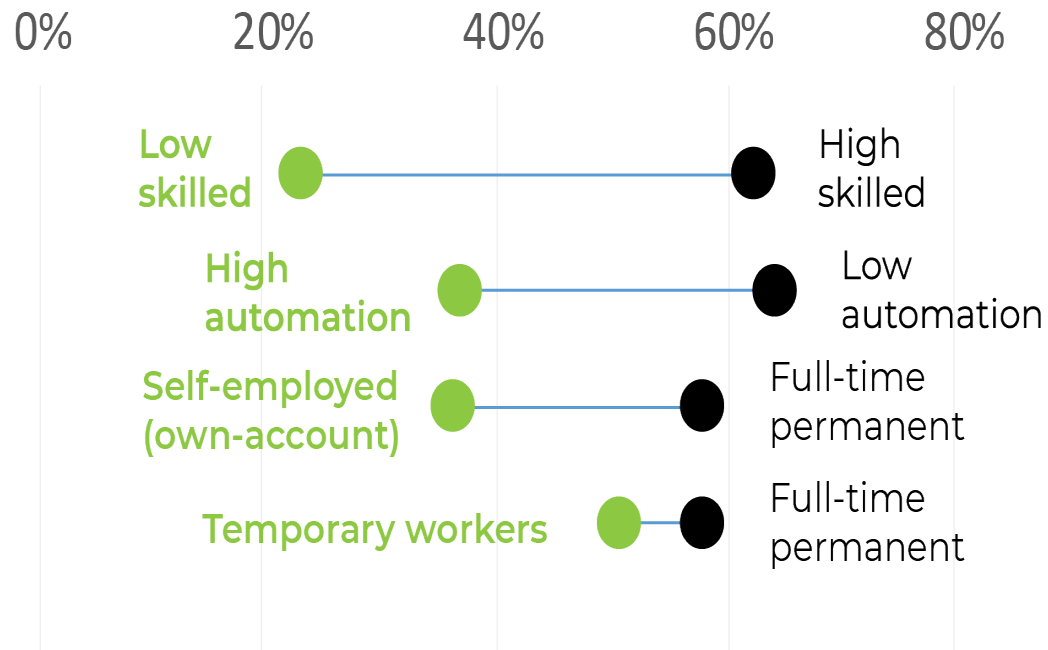 0% 20% 40% 60% 80%
Low
skilled
High
skilled
High
automation
Low
automation
Self-employed
(own-account)
Full-time
permanent
Temporary workers
Full-time
permanent